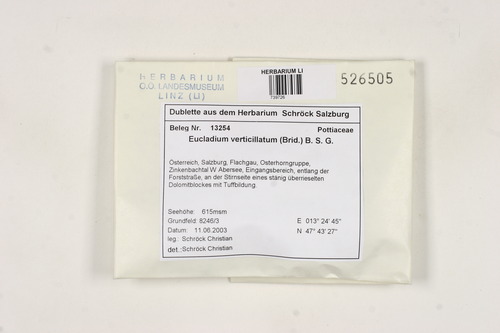 HERBARIUM
O.Ö. LANDESMUSEUM
LINZ (LI)
HERBARIUM LI
526505
Dublette aus dem Herbarium Schröck Salzburg
Beleg Nr. 13254 Pottiaceae
Eucladium verticillatum (Brid.) B. S. G.
Österreich, Salzburg, Flachgau, Osterhorngruppe,
Zinkenbachtal W Abersee, Eingangsbereich, entlang der
Forststraße, an der Stirnseite eines stänig überrieselten
Dolomitblockes mit Tuffbildung.
Seehöhe: 615msm
Grundfeld: 8246/3 E 013° 24' 45"
Datum: 11.06.2003 N 47° 43' 27"
leg.: Schröck Christian
det.: Schröck Christian